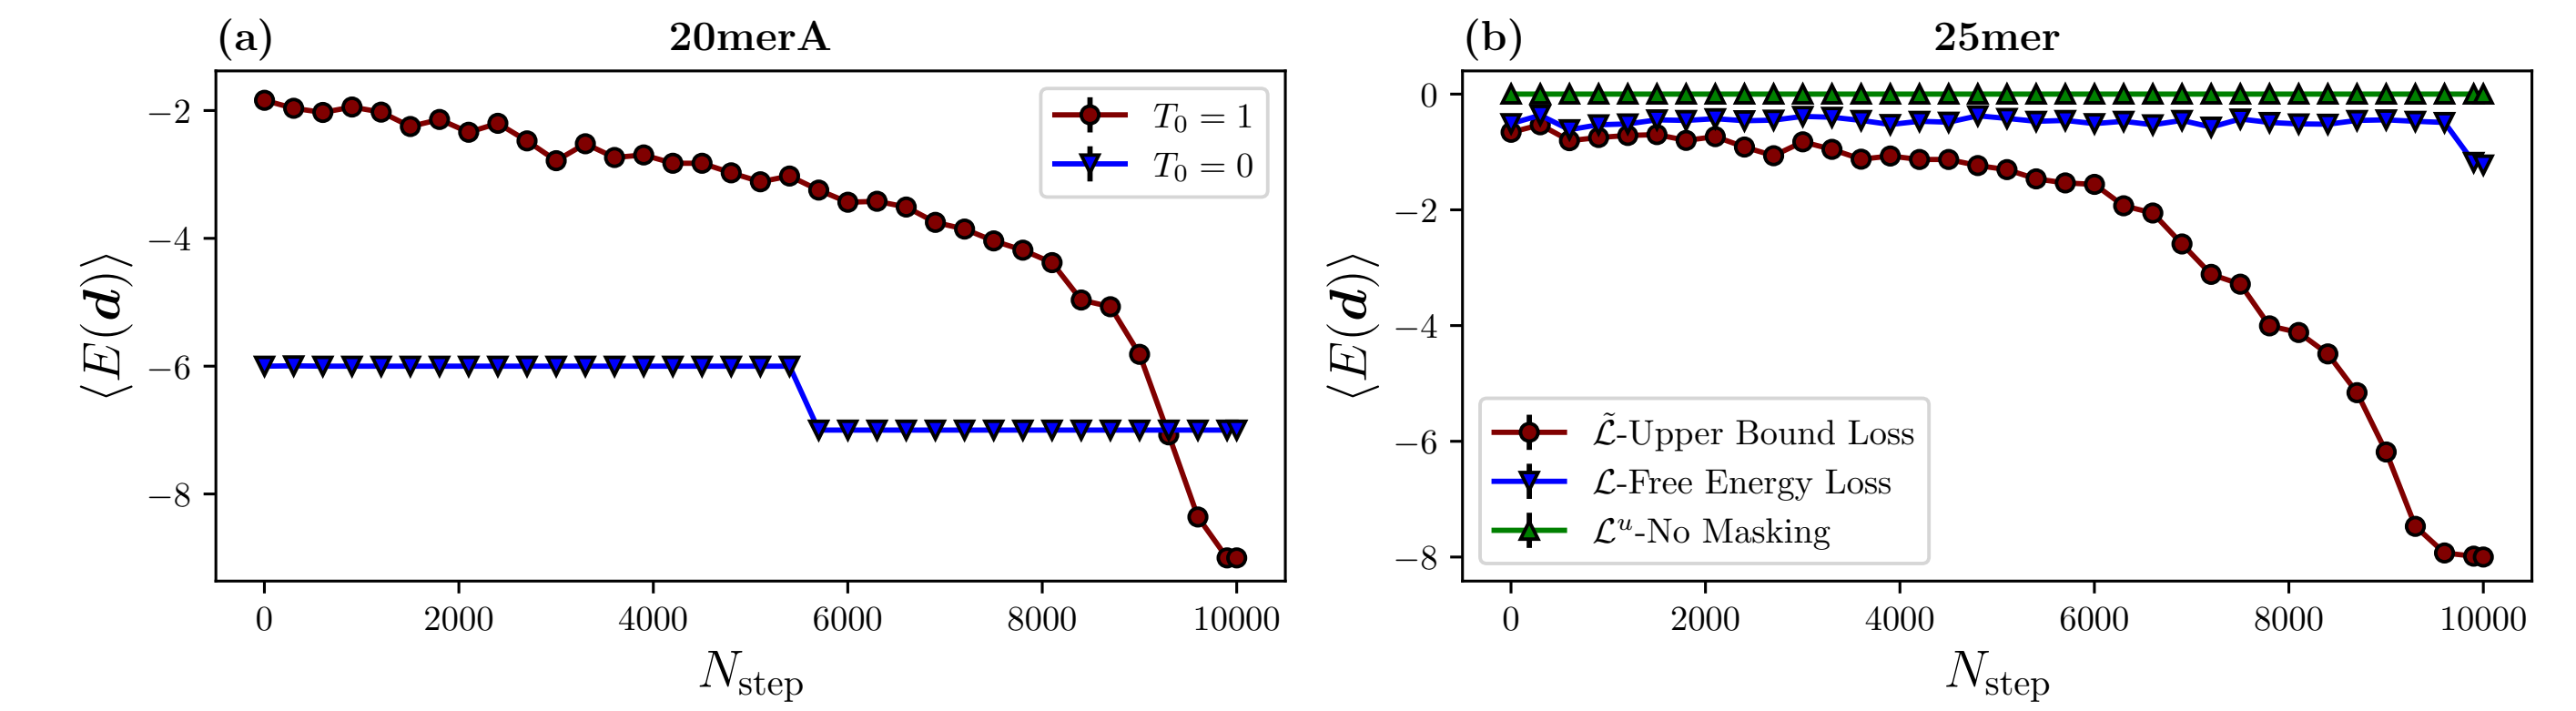 (a) 20merA
⟨E(d)⟩
−2
−4
−6
−8
T₀ = 1
T₀ = 0
0 2000 4000 6000 8000 10000
N_step
(b) 25mer
⟨E(d)⟩
0
−2
−4
−6
−8
ℒ̃-Upper Bound Loss
ℒ-Free Energy Loss
ℒᵘ-No Masking
0 2000 4000 6000 8000 10000
N_step